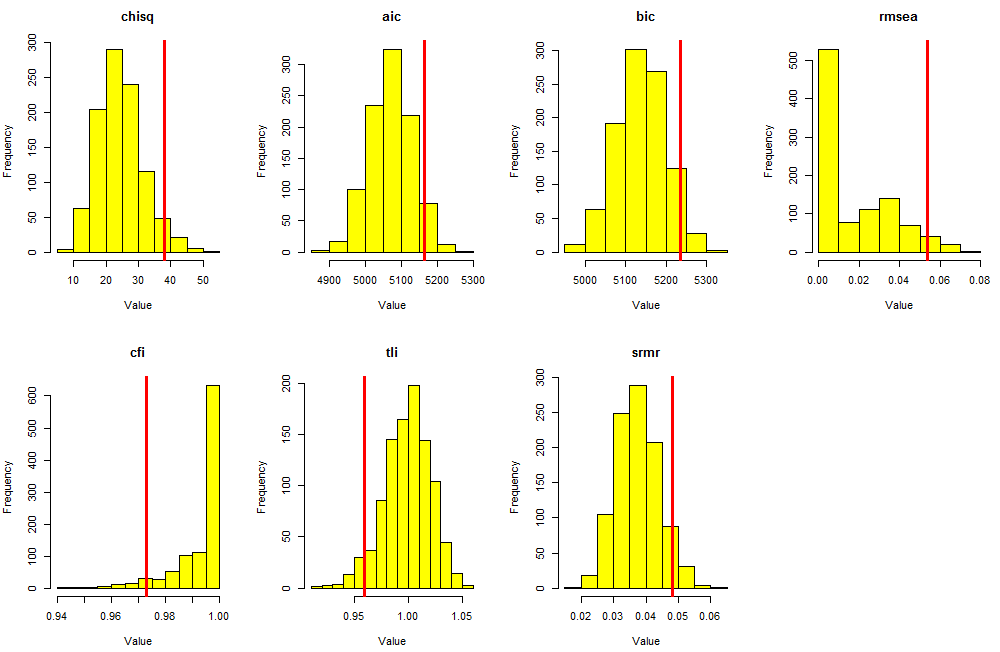 chisq
Frequency
0 50 100 150 200 250 300
10 20 30 40 50
Value
aic
Frequency
0 50 100 150 200 250 300
4900 5000 5100 5200 5300
Value
bic
Frequency
0 50 100 150 200 250 300
5000 5100 5200 5300
Value
rmsea
Frequency
0 100 200 300 400 500
0.00 0.02 0.04 0.06 0.08
Value
cfi
Frequency
0 100 200 300 400 500 600
0.94 0.96 0.98 1.00
Value
tli
Frequency
0 50 100 150 200
0.95 1.00 1.05
Value
srmr
Frequency
0 50 100 150 200 250 300
0.02 0.03 0.04 0.05 0.06
Value